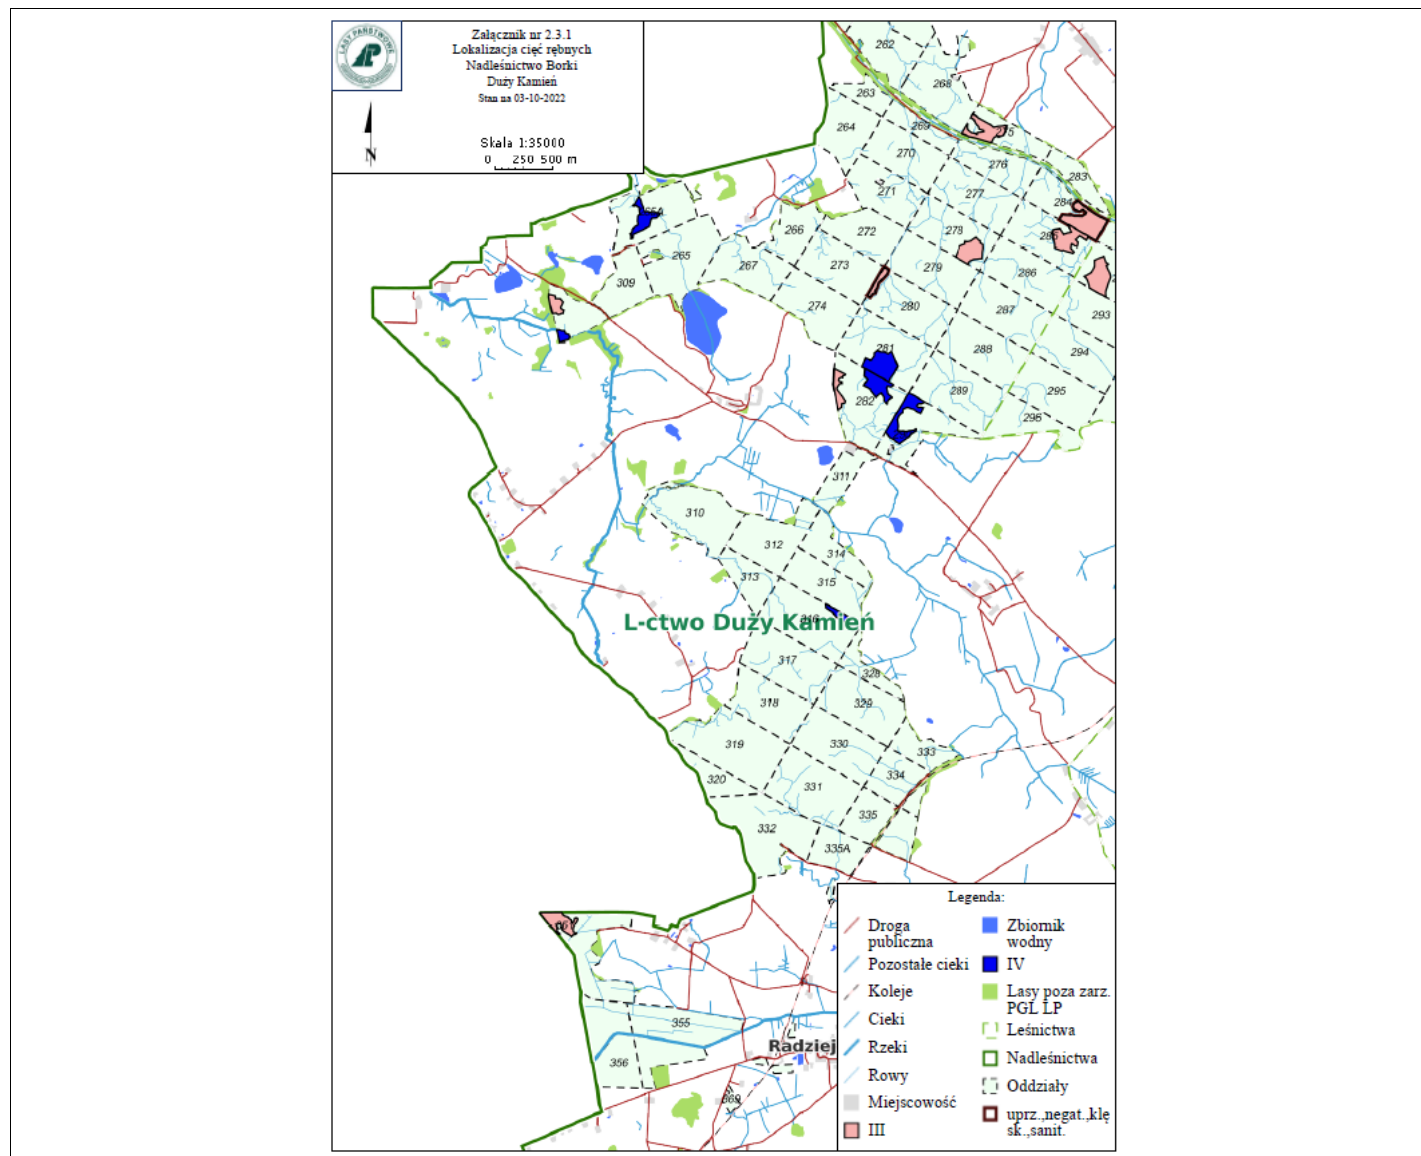 Załącznik nr 2.3.1
Lokalizacja cięć rębnych
Nadleśnictwo Borki
Duży Kamień
Stan na 03-10-2022
LASY PAŃSTWOWE
N
Skala 1:35000
0 250 500 m
262
268
263
264
269
270
276
283
271
277
284
266
272
278
265
267
273
279
286
309
274
280
287
293
281
288
294
282
289
295
295
311
310
312
314
313
315
316
L-ctwo Duży Kamień
317
328
318
329
319
330
333
320
334
331
335
332
335A
355
356
369
Radziej
Legenda:
Droga
publiczna
Pozostałe cieki
Koleje
Cieki
Rzeki
Rowy
Miejscowość
III
Zbiornik
wodny
IV
Lasy poza zarz.
PGL LP
Leśnictwa
Nadleśnictwa
Oddziały
uprz.,negat.,klę
sk.,sanit.